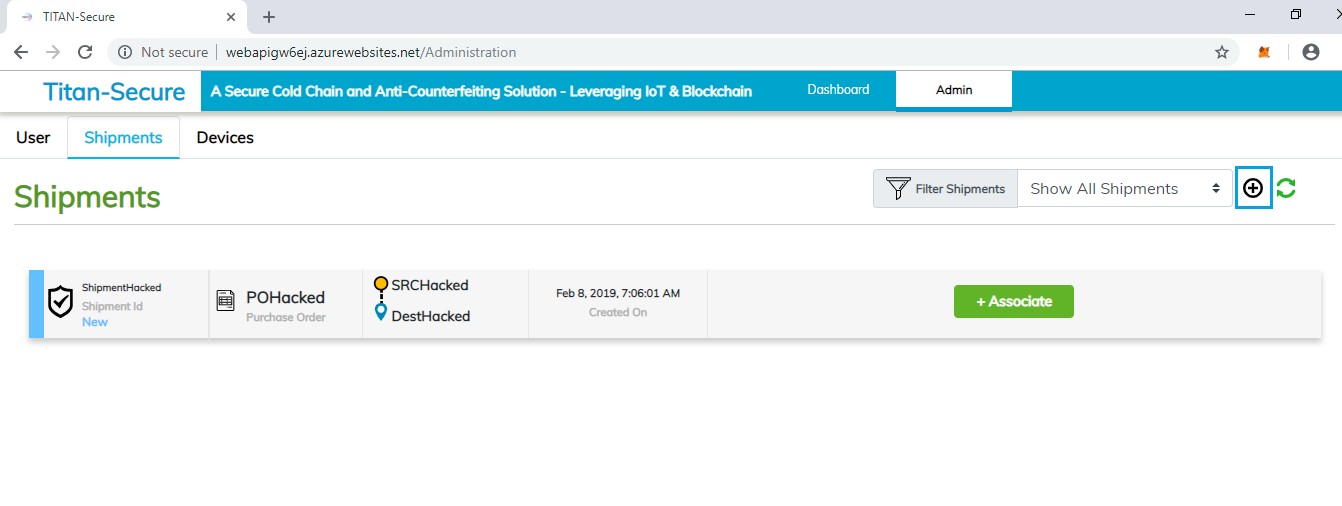 TITAN-Secure
Not secure webapigw6ej.azurewebsites.net/Administration
Titan-Secure A Secure Cold Chain and Anti-Counterfeiting Solution - Leveraging IoT & Blockchain Dashboard Admin
User Shipments Devices
Shipments Filter Shipments Show All Shipments
ShipmentHacked
Shipment Id
New
POHacked
Purchase Order
SRCHacked
DestHacked
Feb 8, 2019, 7:06:01 AM
Created On
+ Associate